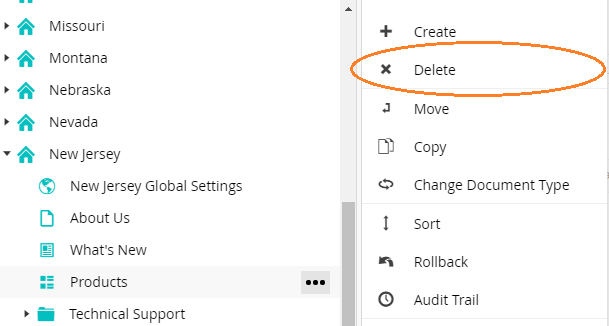 Missouri
Montana
Nebraska
Nevada
New Jersey
New Jersey Global Settings
About Us
What's New
Products
Technical Support
Create
Delete
Move
Copy
Change Document Type
Sort
Rollback
Audit Trail